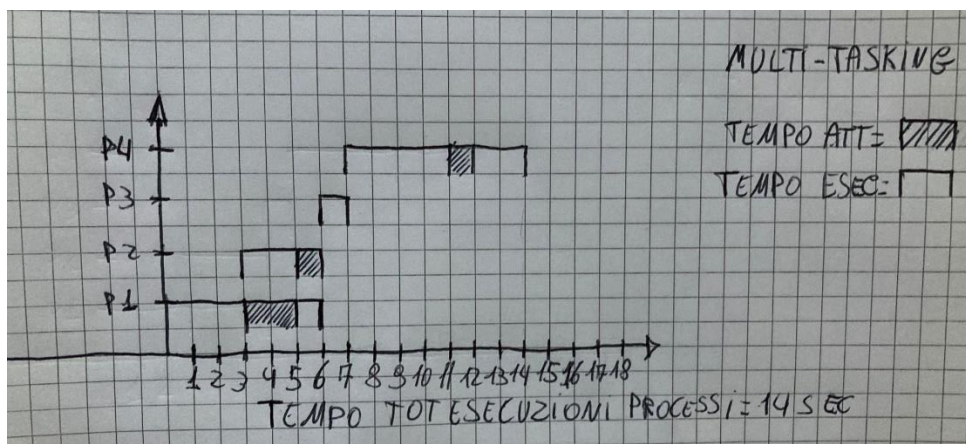 MULTI-TASKING
TEMPO ATT=
TEMPO ESEC=
P4
P3
P2
P1
1 2 3 4 5 6 7 8 9 10 11 12 13 14 15 16 17 18
TEMPO TOT ESECUZIONI PROCESSI=14 SEC